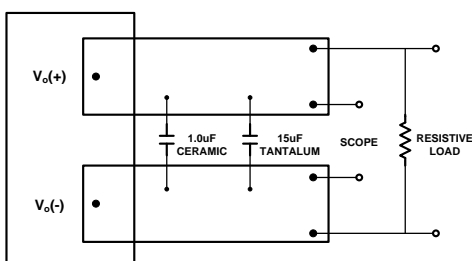 Vo(+)
1.0uF
CERAMIC
15uF
TANTALUM
SCOPE
RESISTIVE
LOAD
Vo(-)